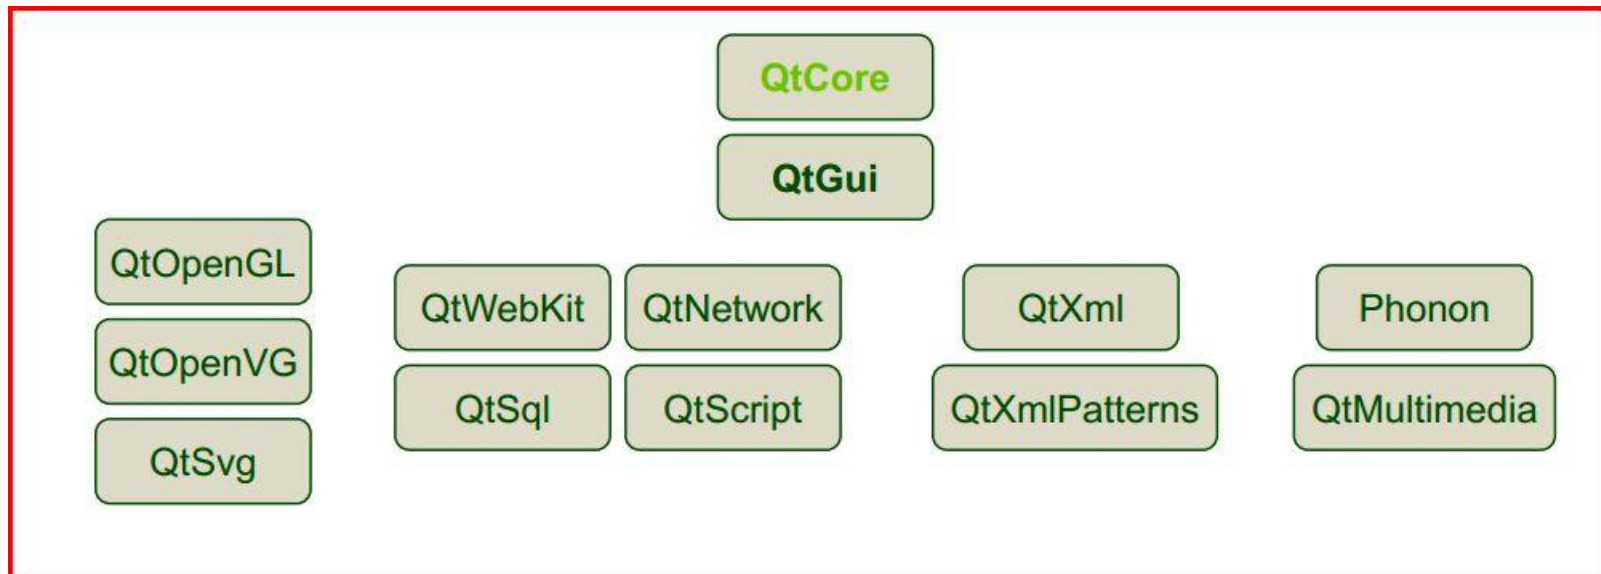 QtCore
QtGui
QtOpenGL
QtOpenVG
QtSvg
QtWebKit QtNetwork
QtSql QtScript
QtXml
QtXmlPatterns
Phonon
QtMultimedia